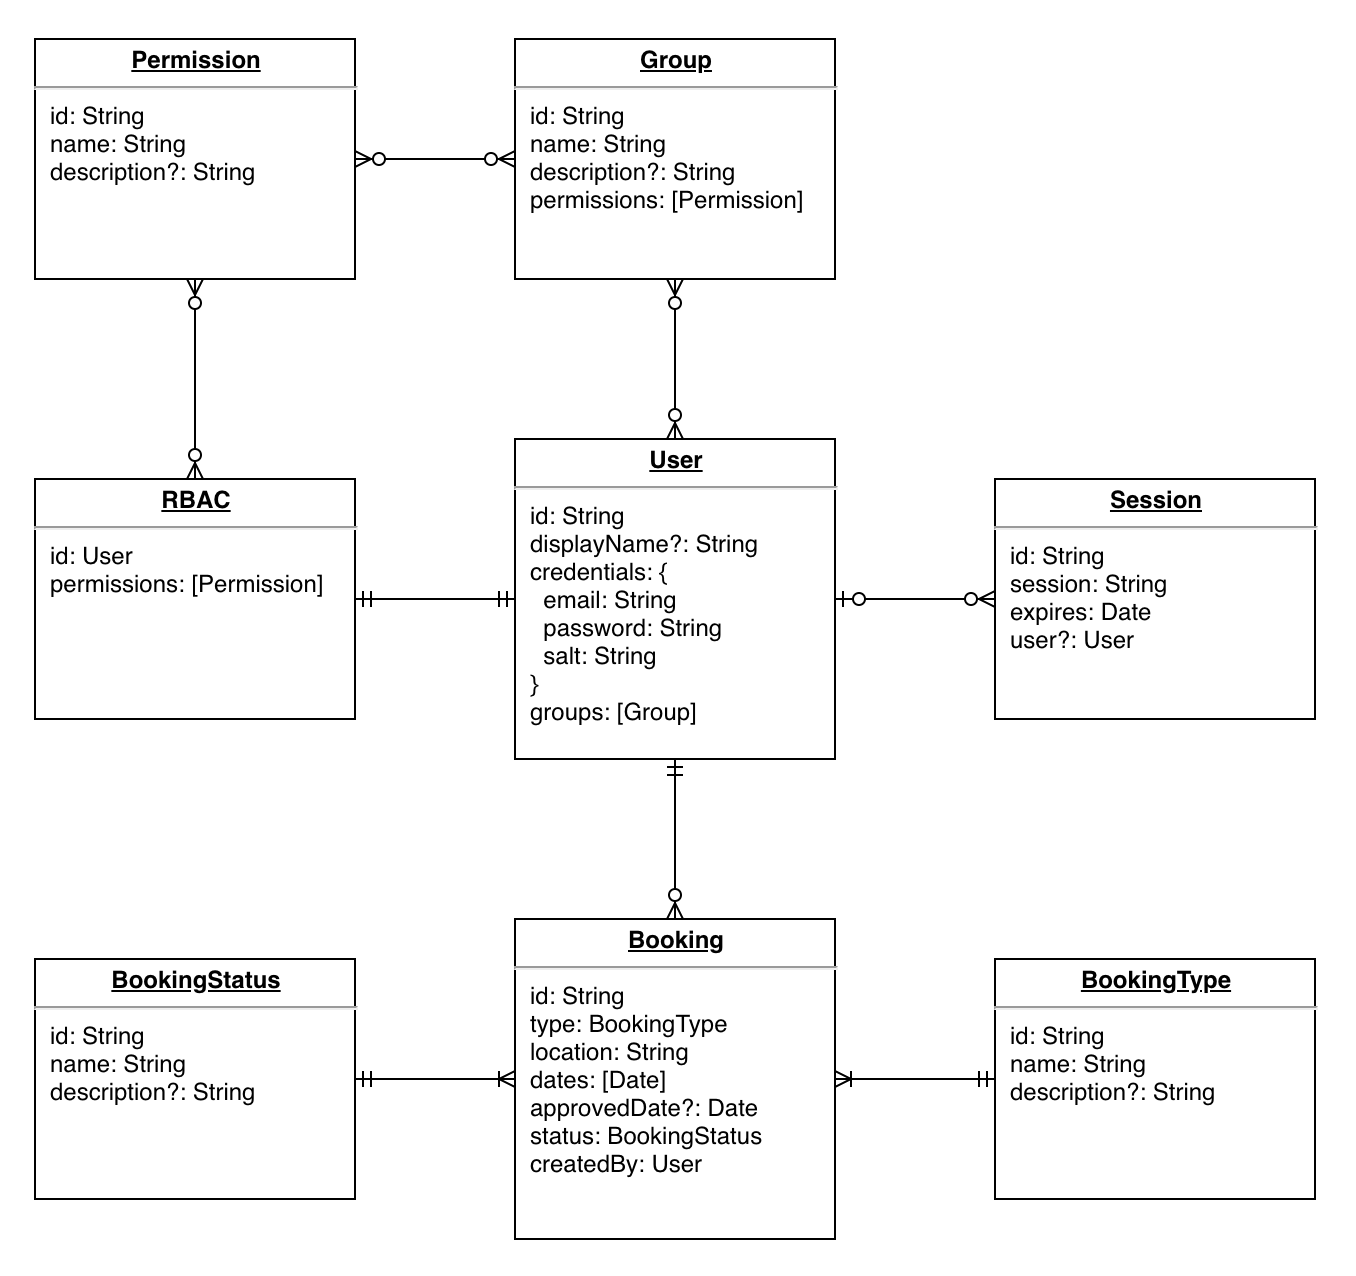 Permission
id: String
name: String
description?: String
Group
id: String
name: String
description?: String
permissions: [Permission]
RBAC
id: User
permissions: [Permission]
User
id: String
displayName?: String
credentials: {
email: String
password: String
salt: String
}
groups: [Group]
Session
id: String
session: String
expires: Date
user?: User
BookingStatus
id: String
name: String
description?: String
Booking
id: String
type: BookingType
location: String
dates: [Date]
approvedDate?: Date
status: BookingStatus
createdBy: User
BookingType
id: String
name: String
description?: String